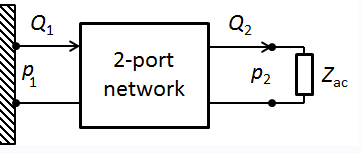 Q1 Q2
2-port
network
p1 p2 Zac